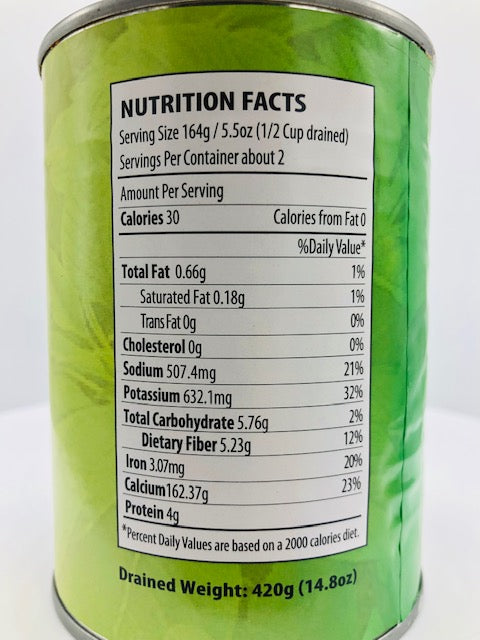 NUTRITION FACTS
Serving Size 164g / 5.5oz (1/2 Cup drained)
Servings Per Container about 2
Amount Per Serving
Calories 30 Calories from Fat 0
%Daily Value*
Total Fat 0.66g 1%
Saturated Fat 0.18g 1%
Trans Fat 0g 0%
Cholesterol 0g 0%
Sodium 507.4mg 21%
Potassium 632.1mg 32%
Total Carbohydrate 5.76g 2%
Dietary Fiber 5.23g 12%
Iron 3.07mg 20%
Calcium162.37g 23%
Protein 4g
*Percent Daily Values are based on a 2000 calories diet.
Drained Weight: 420g (14.8oz)